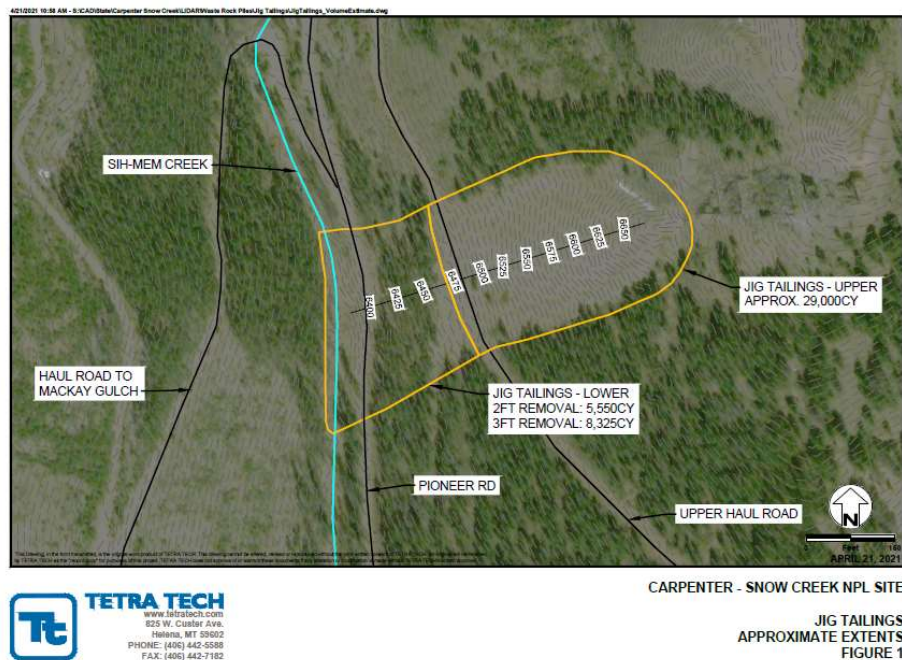 4/21/2021 10:58 AM - S:\CAD\State\Carpenter Snow Creek\LIDAR\Waste Rock Piles\Jig Tailings\JigTailings_VolumeEstimate.dwg
SIH-MEM CREEK
HAUL ROAD TO
MACKAY GULCH
6400
6425
6450
6475
6500
6525
6550
6575
6600
6625
6650
JIG TAILINGS - UPPER
APPROX. 29,000CY
JIG TAILINGS - LOWER
2FT REMOVAL: 5,550CY
3FT REMOVAL: 8,325CY
PIONEER RD
UPPER HAUL ROAD
N
0 Feet 160
APRIL 21, 2021
TETRA TECH
www.tetratech.com
825 W. Custer Ave.
Helena, MT 59602
PHONE: (406) 442-5588
FAX: (406) 442-7182
CARPENTER - SNOW CREEK NPL SITE
JIG TAILINGS
APPROXIMATE EXTENTS
FIGURE 1